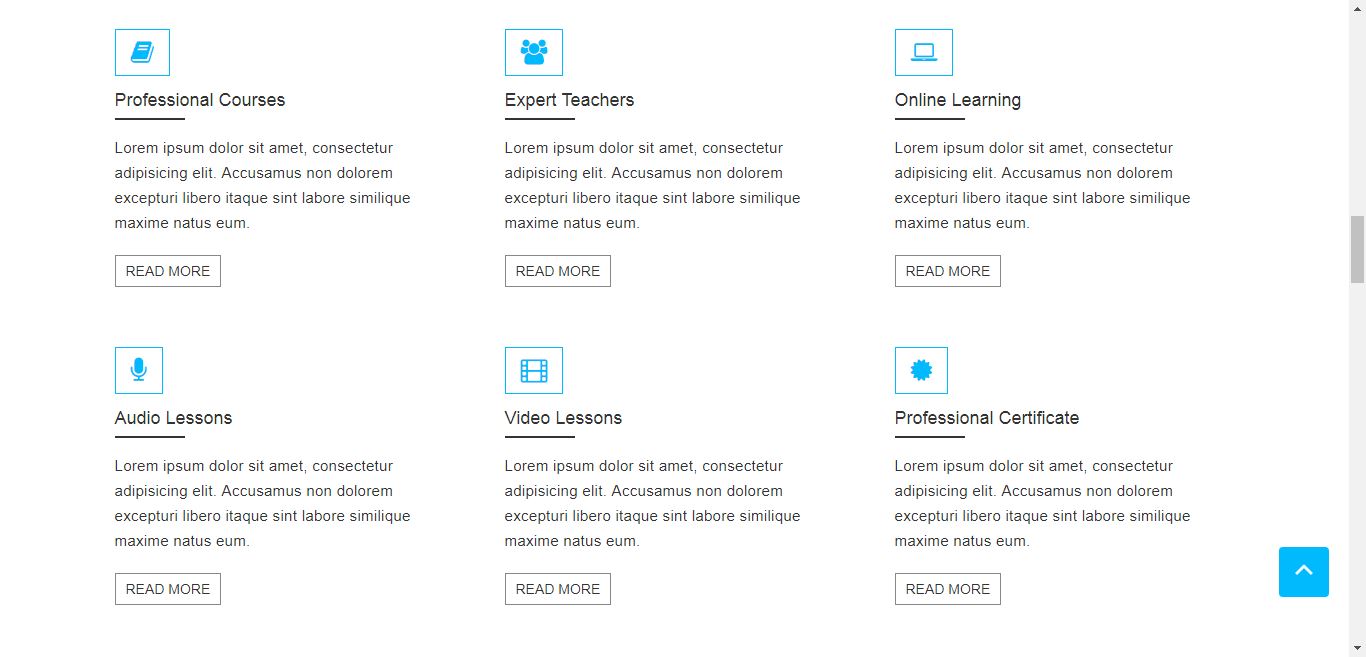 Professional Courses
Lorem ipsum dolor sit amet, consectetur
adipisicing elit. Accusamus non dolorem
excepturi libero itaque sint labore similique
maxime natus eum.
READ MORE
Expert Teachers
Lorem ipsum dolor sit amet, consectetur
adipisicing elit. Accusamus non dolorem
excepturi libero itaque sint labore similique
maxime natus eum.
READ MORE
Online Learning
Lorem ipsum dolor sit amet, consectetur
adipisicing elit. Accusamus non dolorem
excepturi libero itaque sint labore similique
maxime natus eum.
READ MORE
Audio Lessons
Lorem ipsum dolor sit amet, consectetur
adipisicing elit. Accusamus non dolorem
excepturi libero itaque sint labore similique
maxime natus eum.
READ MORE
Video Lessons
Lorem ipsum dolor sit amet, consectetur
adipisicing elit. Accusamus non dolorem
excepturi libero itaque sint labore similique
maxime natus eum.
READ MORE
Professional Certificate
Lorem ipsum dolor sit amet, consectetur
adipisicing elit. Accusamus non dolorem
excepturi libero itaque sint labore similique
maxime natus eum.
READ MORE